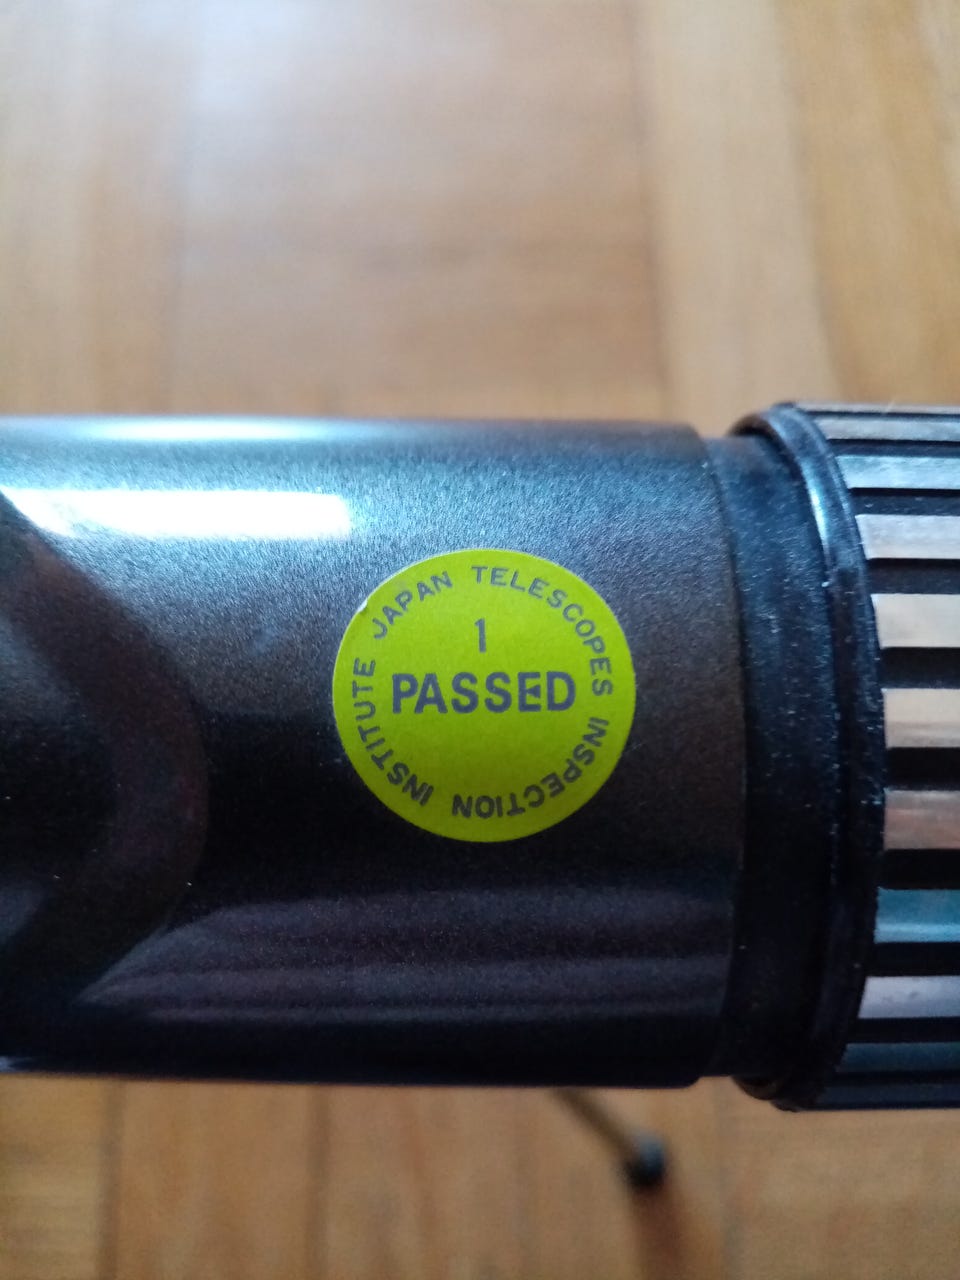 JAPAN TELESCOPES INSPECTION INSTITUTE
1
PASSED